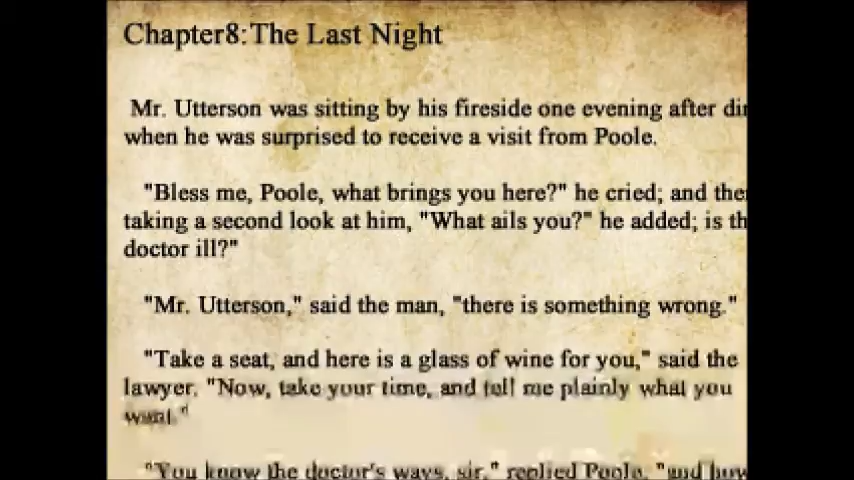 Chapter8:The Last Night
Mr. Utterson was sitting by his fireside one evening after
when he was surprised to receive a visit from Poole.
"Bless me, Poole, what brings you here?" he cried; and
taking a second look at him, "What ails you?" he added; is
doctor ill?"
"Mr. Utterson," said the man, "there is something wrong."
"Take a seat, and here is a glass of wine for you," said the
lawyer. "Now, take your time, and tell me plainly what you
want."
"You know the doctor's ways, sir," replied Poole, "and how